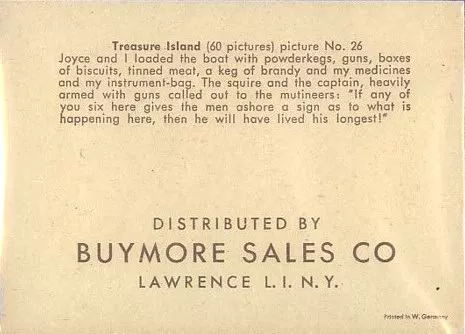 Treasure Island (60 pictures) picture No. 26
Joyce and I loaded the boat with powderkegs, guns, boxes
of biscuits, tinned meat, a keg of brandy and my medicines
and my instrument-bag. The squire and the captain, heavily
armed with guns called out to the mutineers: "If any of
you six here gives the men ashore a sign as to what is
happening here, then he will have lived his longest!"
DISTRIBUTED BY
BUYMORE SALES CO
LAWRENCE L. I. N. Y.
Printed in W. Germany